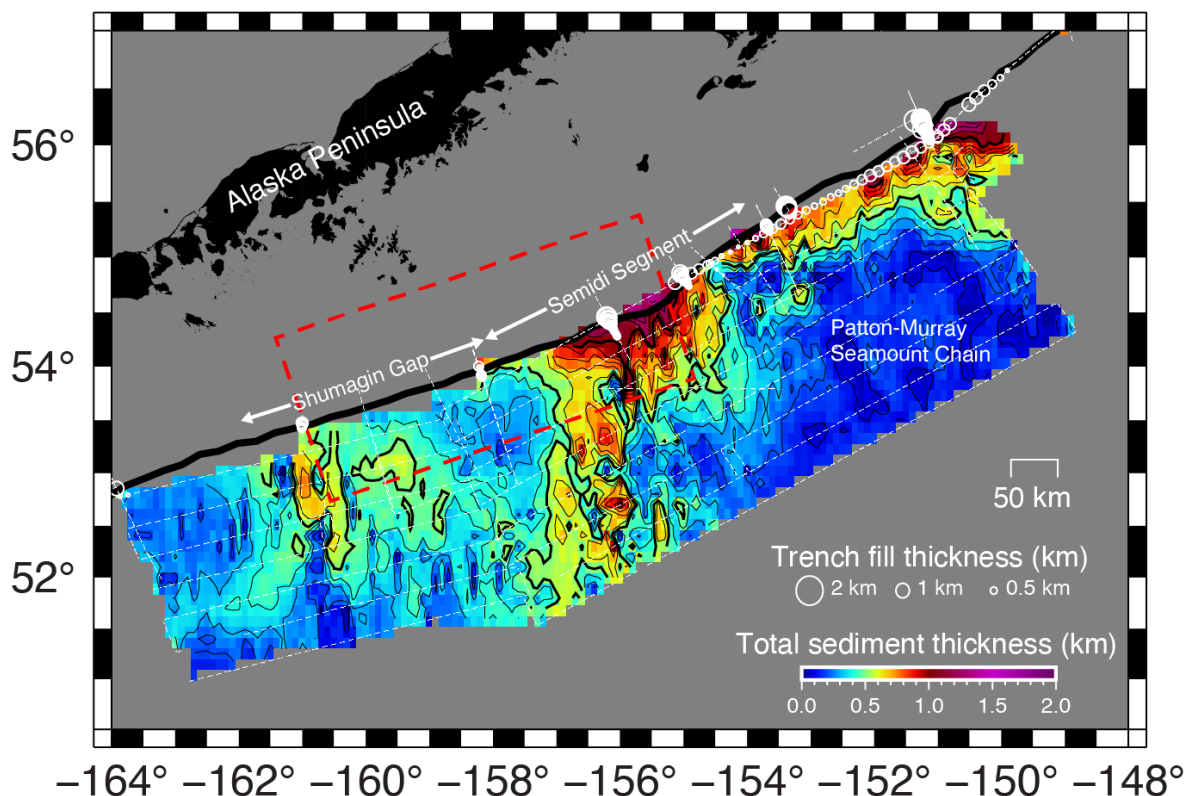 56°
54°
52°
Alaska Peninsula
Semidi Segment
Shumagin Gap
Patton-Murray
Seamount Chain
50 km
Trench fill thickness (km)
2 km 1 km 0.5 km
Total sediment thickness (km)
0.0 0.5 1.0 1.5 2.0
−164° −162° −160° −158° −156° −154° −152° −150° −148°